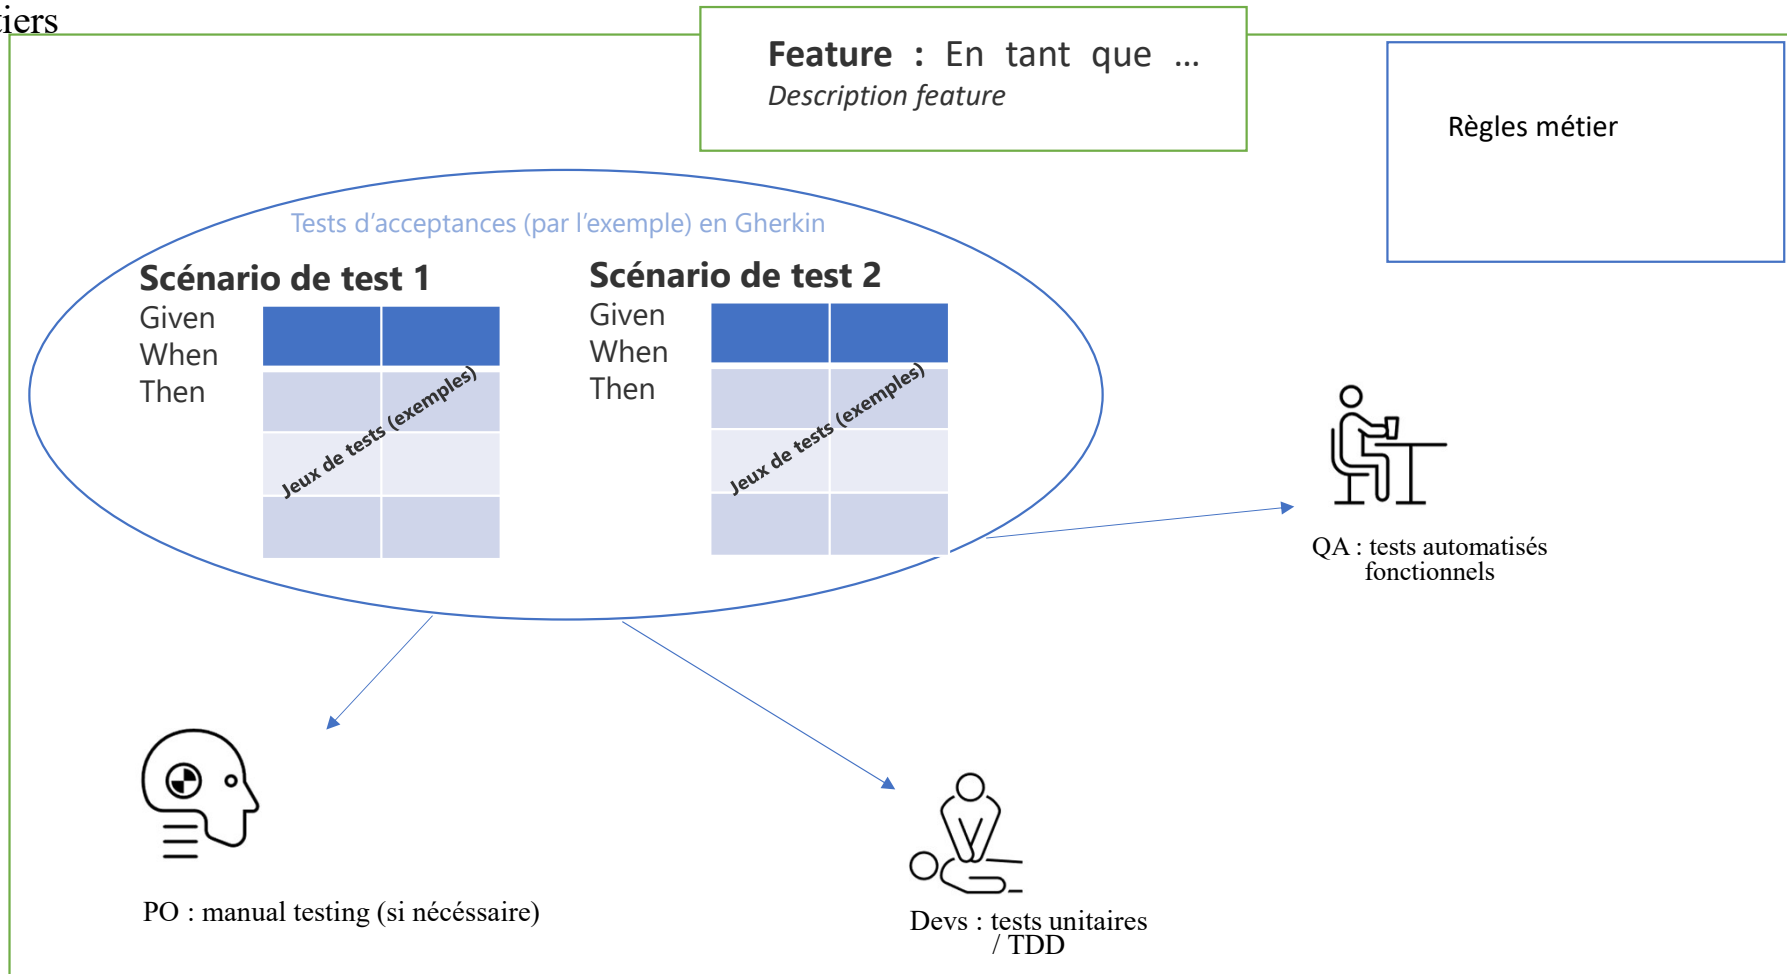 tiers
Feature : En tant que ...
Description feature
Règles métier
Tests d'acceptances (par l'exemple) en Gherkin
Scénario de test 1
Given
When
Then
Jeux de tests (exemples)
Scénario de test 2
Given
When
Then
Jeux de tests (exemples)
QA : tests automatisés
fonctionnels
PO : manual testing (si nécéssaire)
Devs : tests unitaires
/ TDD